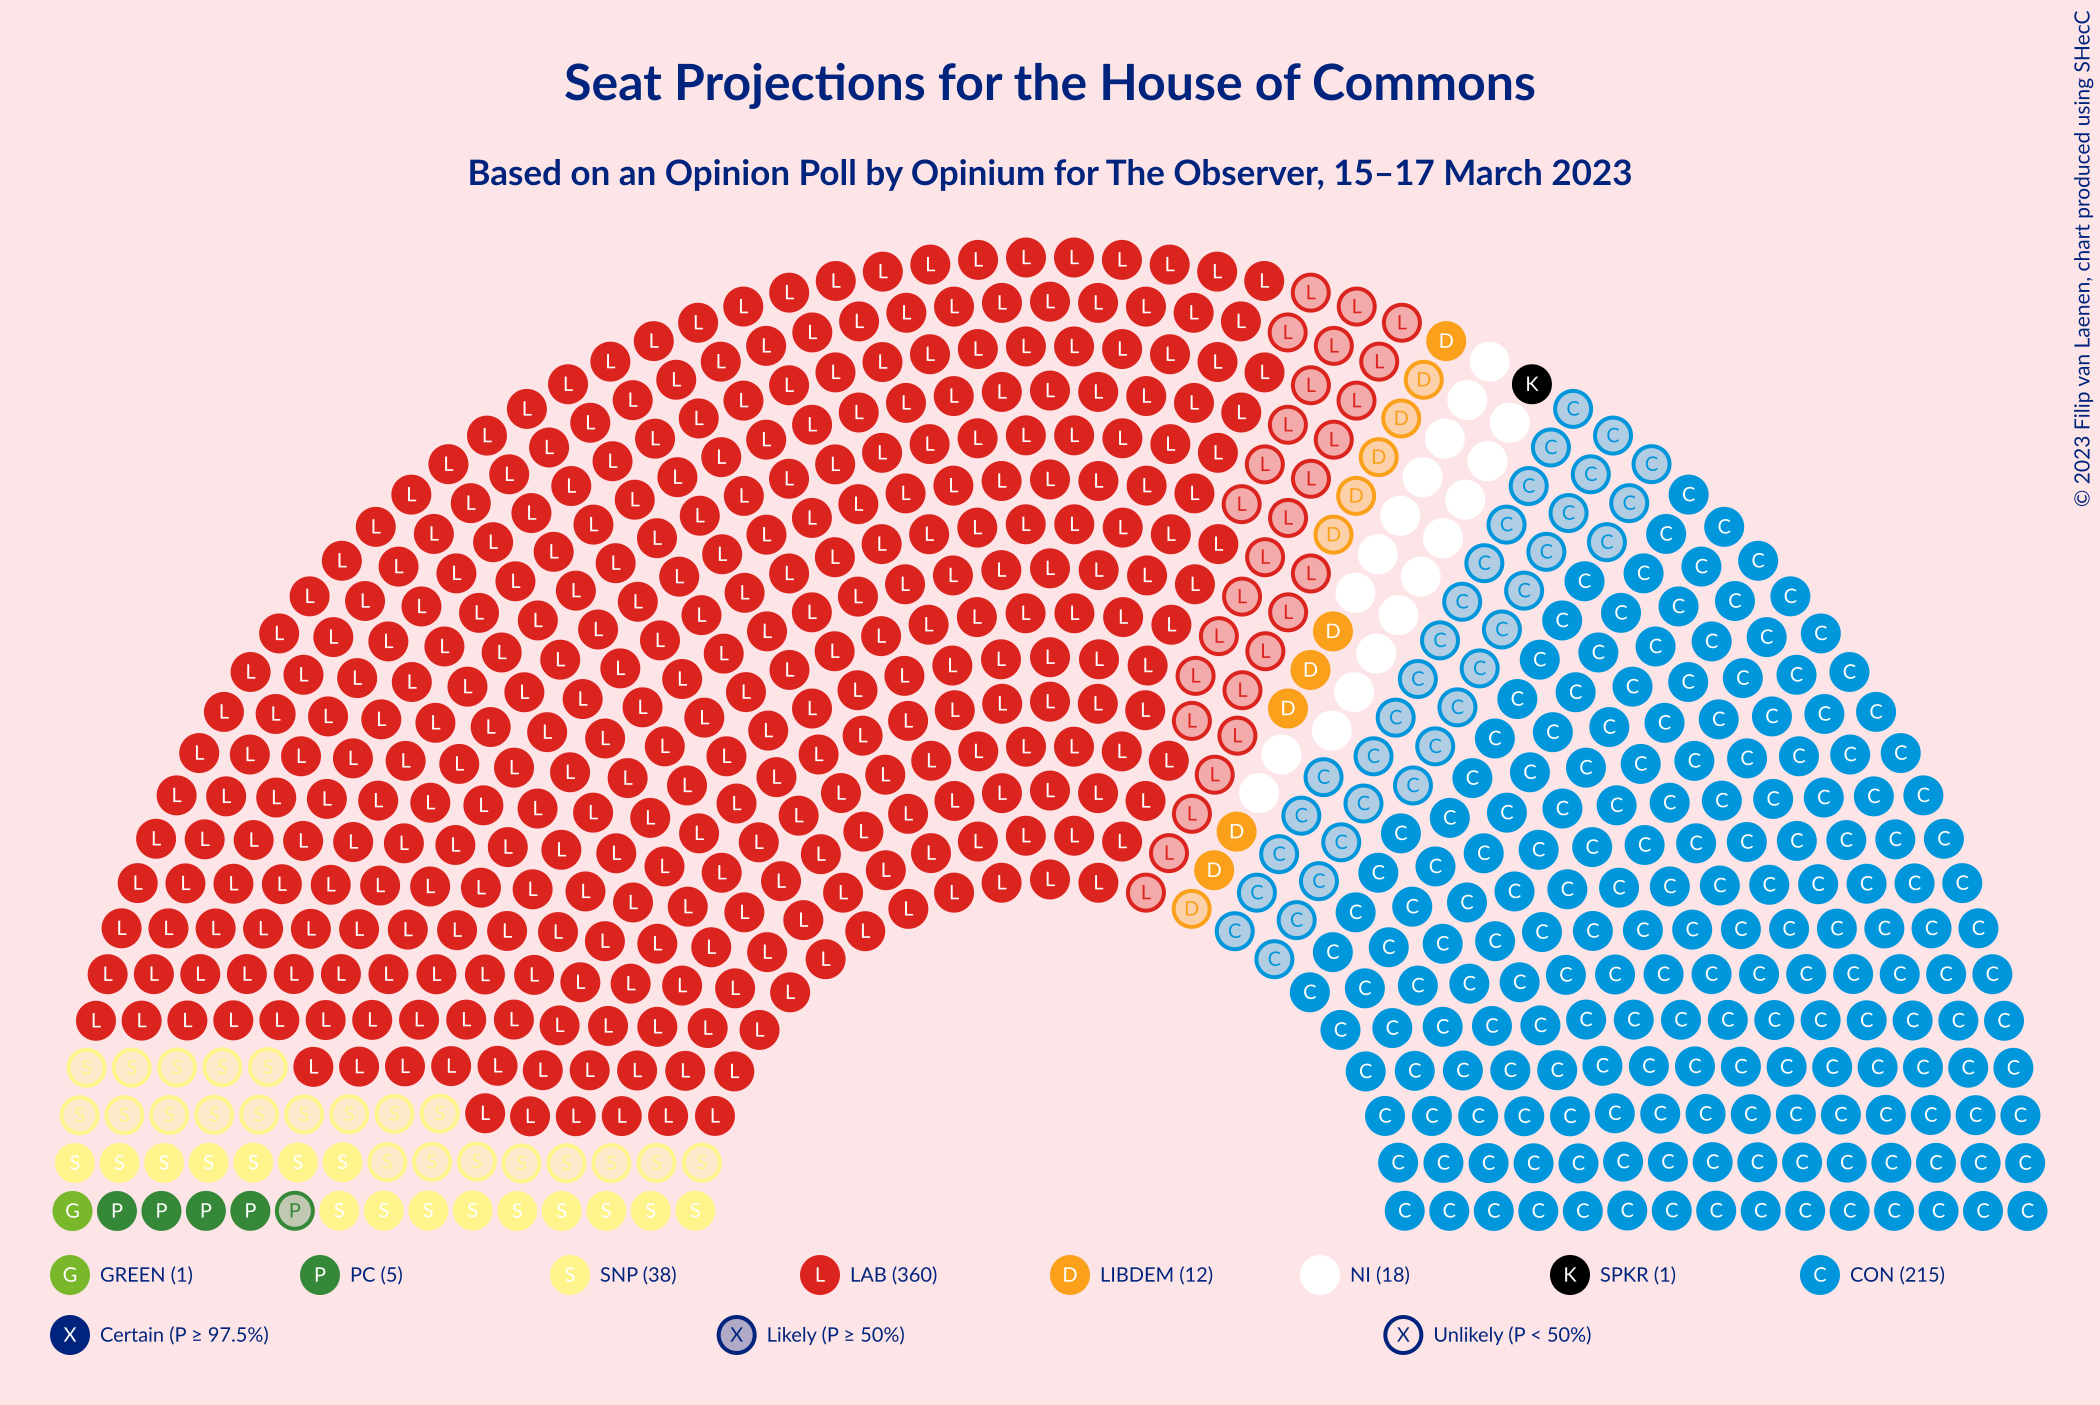 Seat Projections for the House of Commons
Based on an Opinion Poll by Opinium for The Observer, 15–17 March 2023
© 2023 Filip van Laenen, chart produced using SHecC
G GREEN (1) P PC (5) S SNP (38) L LAB (360) D LIBDEM (12) NI (18) K SPKR (1) C CON (215)
X Certain (P ≥ 97.5%) X Likely (P ≥ 50%) X Unlikely (P < 50%)